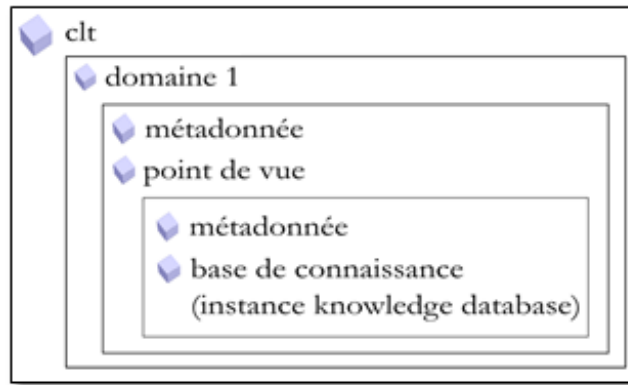 clt
domaine 1
métadonnée
point de vue
métadonnée
base de connaissance
(instance knowledge database)